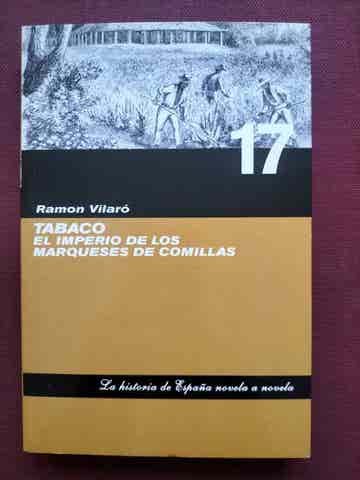 17
Ramon Vilaró
TABACO
EL IMPERIO DE LOS
MARQUESES DE COMILLAS
La historia de España novela a novela